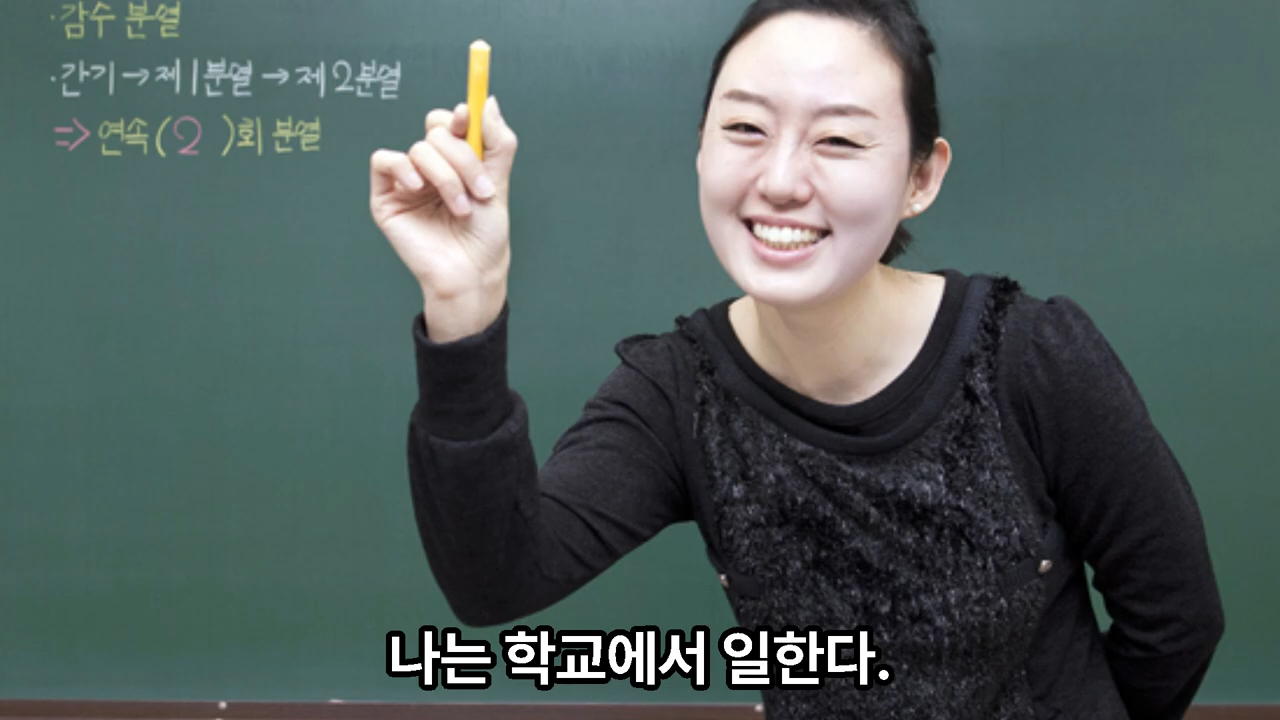 ·감수 분열
·간기→제1분열→제2분열
⇒연속(2 )회 분열
나는 학교에서 일한다.